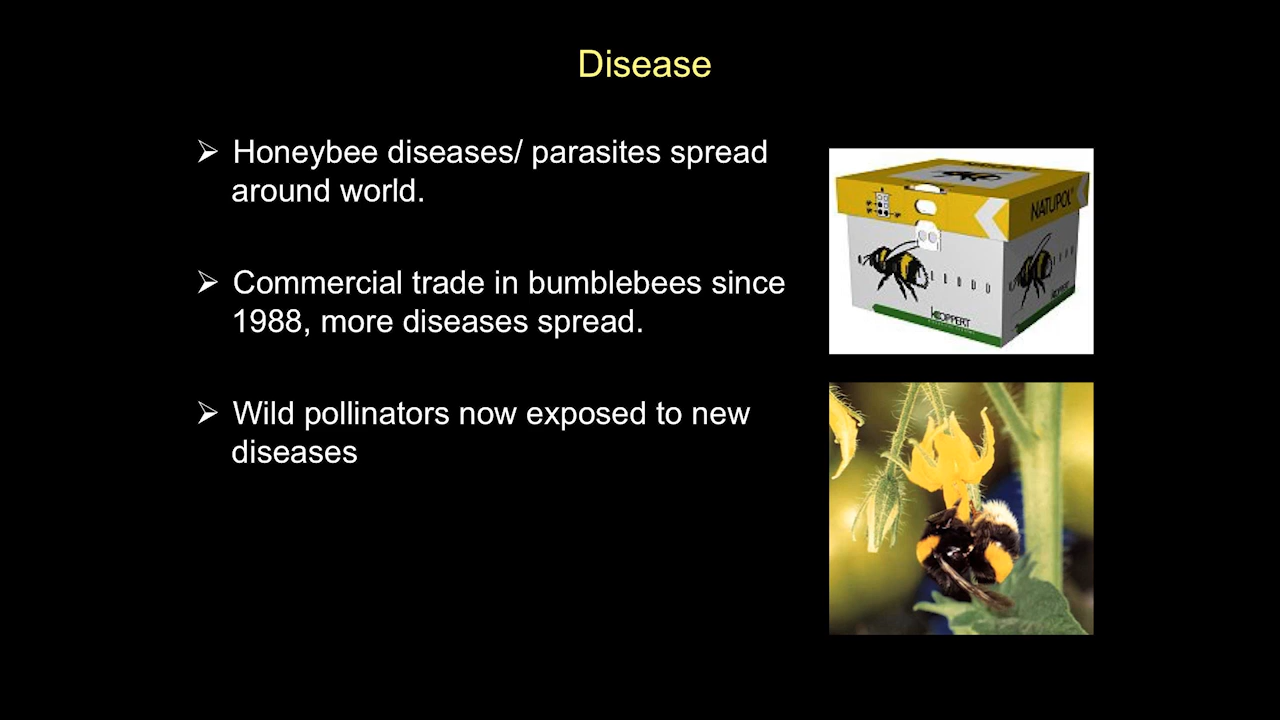 Disease
➢ Honeybee diseases/ parasites spread
around world.
➢ Commercial trade in bumblebees since
1988, more diseases spread.
➢ Wild pollinators now exposed to new
diseases
NATUPOL
NATUPOL
KOPPERT